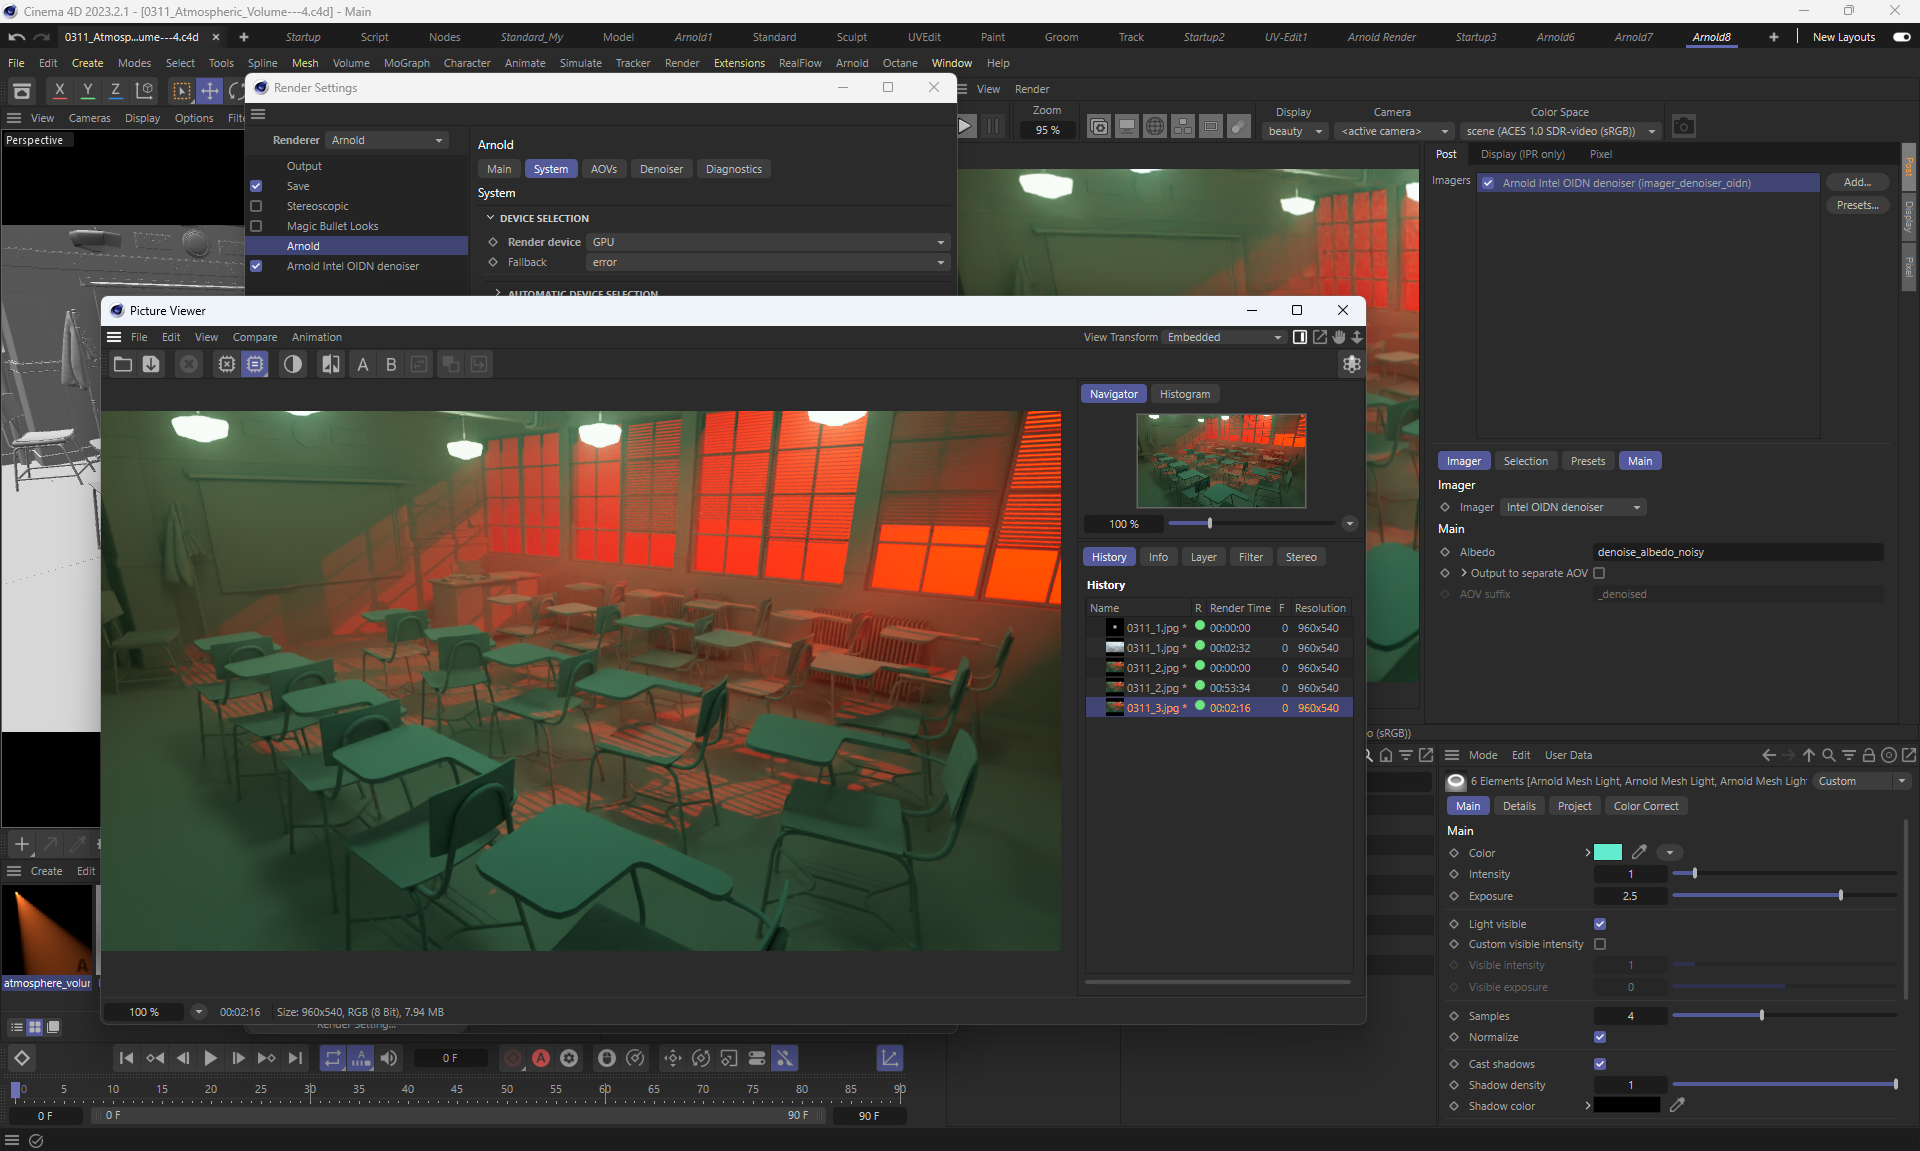 Cinema 4D 2023.2.1 - [0311_Atmospheric_Volume---4.c4d] - Main
0311_Atmosp...ume---4.c4d
Startup Script Nodes Standard_My Model Arnold1 Standard Sculpt UVEdit Paint Groom Track Startup2 UV-Edit1 Arnold Render Startup3 Arnold6 Arnold7 Arnold8 New Layouts
File Edit Create Modes Select Tools Spline Mesh Volume MoGraph Character Animate Simulate Tracker Render Extensions RealFlow Arnold Octane Window Help
Render Settings
View Render
X Y Z
Zoom
95 %
Display
beauty
Camera
<active camera>
Color Space
scene (ACES 1.0 SDR-video (sRGB))
View Cameras Display Options Filt
Perspective
Renderer Arnold
Output
Save
Stereoscopic
Magic Bullet Looks
Arnold
Arnold Intel OIDN denoiser
Arnold
Main System AOVs Denoiser Diagnostics
System
DEVICE SELECTION
Render device GPU
Fallback error
AUTOMATIC DEVICE SELECTION
Post Display (IPR only) Pixel
Imagers Arnold Intel OIDN denoiser (imager_denoiser_oidn)
Add...
Presets...
Post
Display
Pixel
Picture Viewer
File Edit View Compare Animation
View Transform Embedded
A B
Navigator Histogram
100 %
History Info Layer Filter Stereo
History
Name R Render Time F Resolution
0311_1.jpg * 00:00:00 0 960x540
0311_1.jpg * 00:02:32 0 960x540
0311_2.jpg * 00:00:00 0 960x540
0311_2.jpg * 00:53:34 0 960x540
0311_3.jpg * 00:02:16 0 960x540
100 % 00:02:16 Size: 960x540, RGB (8 Bit), 7.94 MB
Render Setting...
Imager Selection Presets Main
Imager
Imager Intel OIDN denoiser
Main
Albedo denoise_albedo_noisy
Output to separate AOV
AOV suffix _denoised
o (sRGB))
Mode Edit User Data
6 Elements [Arnold Mesh Light, Arnold Mesh Light, Arnold Mesh Ligh Custom
Main Details Project Color Correct
Main
Color
Intensity 1
Exposure 2.5
Light visible
Custom visible intensity
Visible intensity 1
Visible exposure 0
Samples 4
Normalize
Cast shadows
Shadow density 1
Shadow color
Create Edit
A
atmosphere_volur
0 F
A
0 5 10 15 20 25 30 35 40 45 50 55 60 65 70 75 80 85 90
0 F 0 F 90 F 90 F